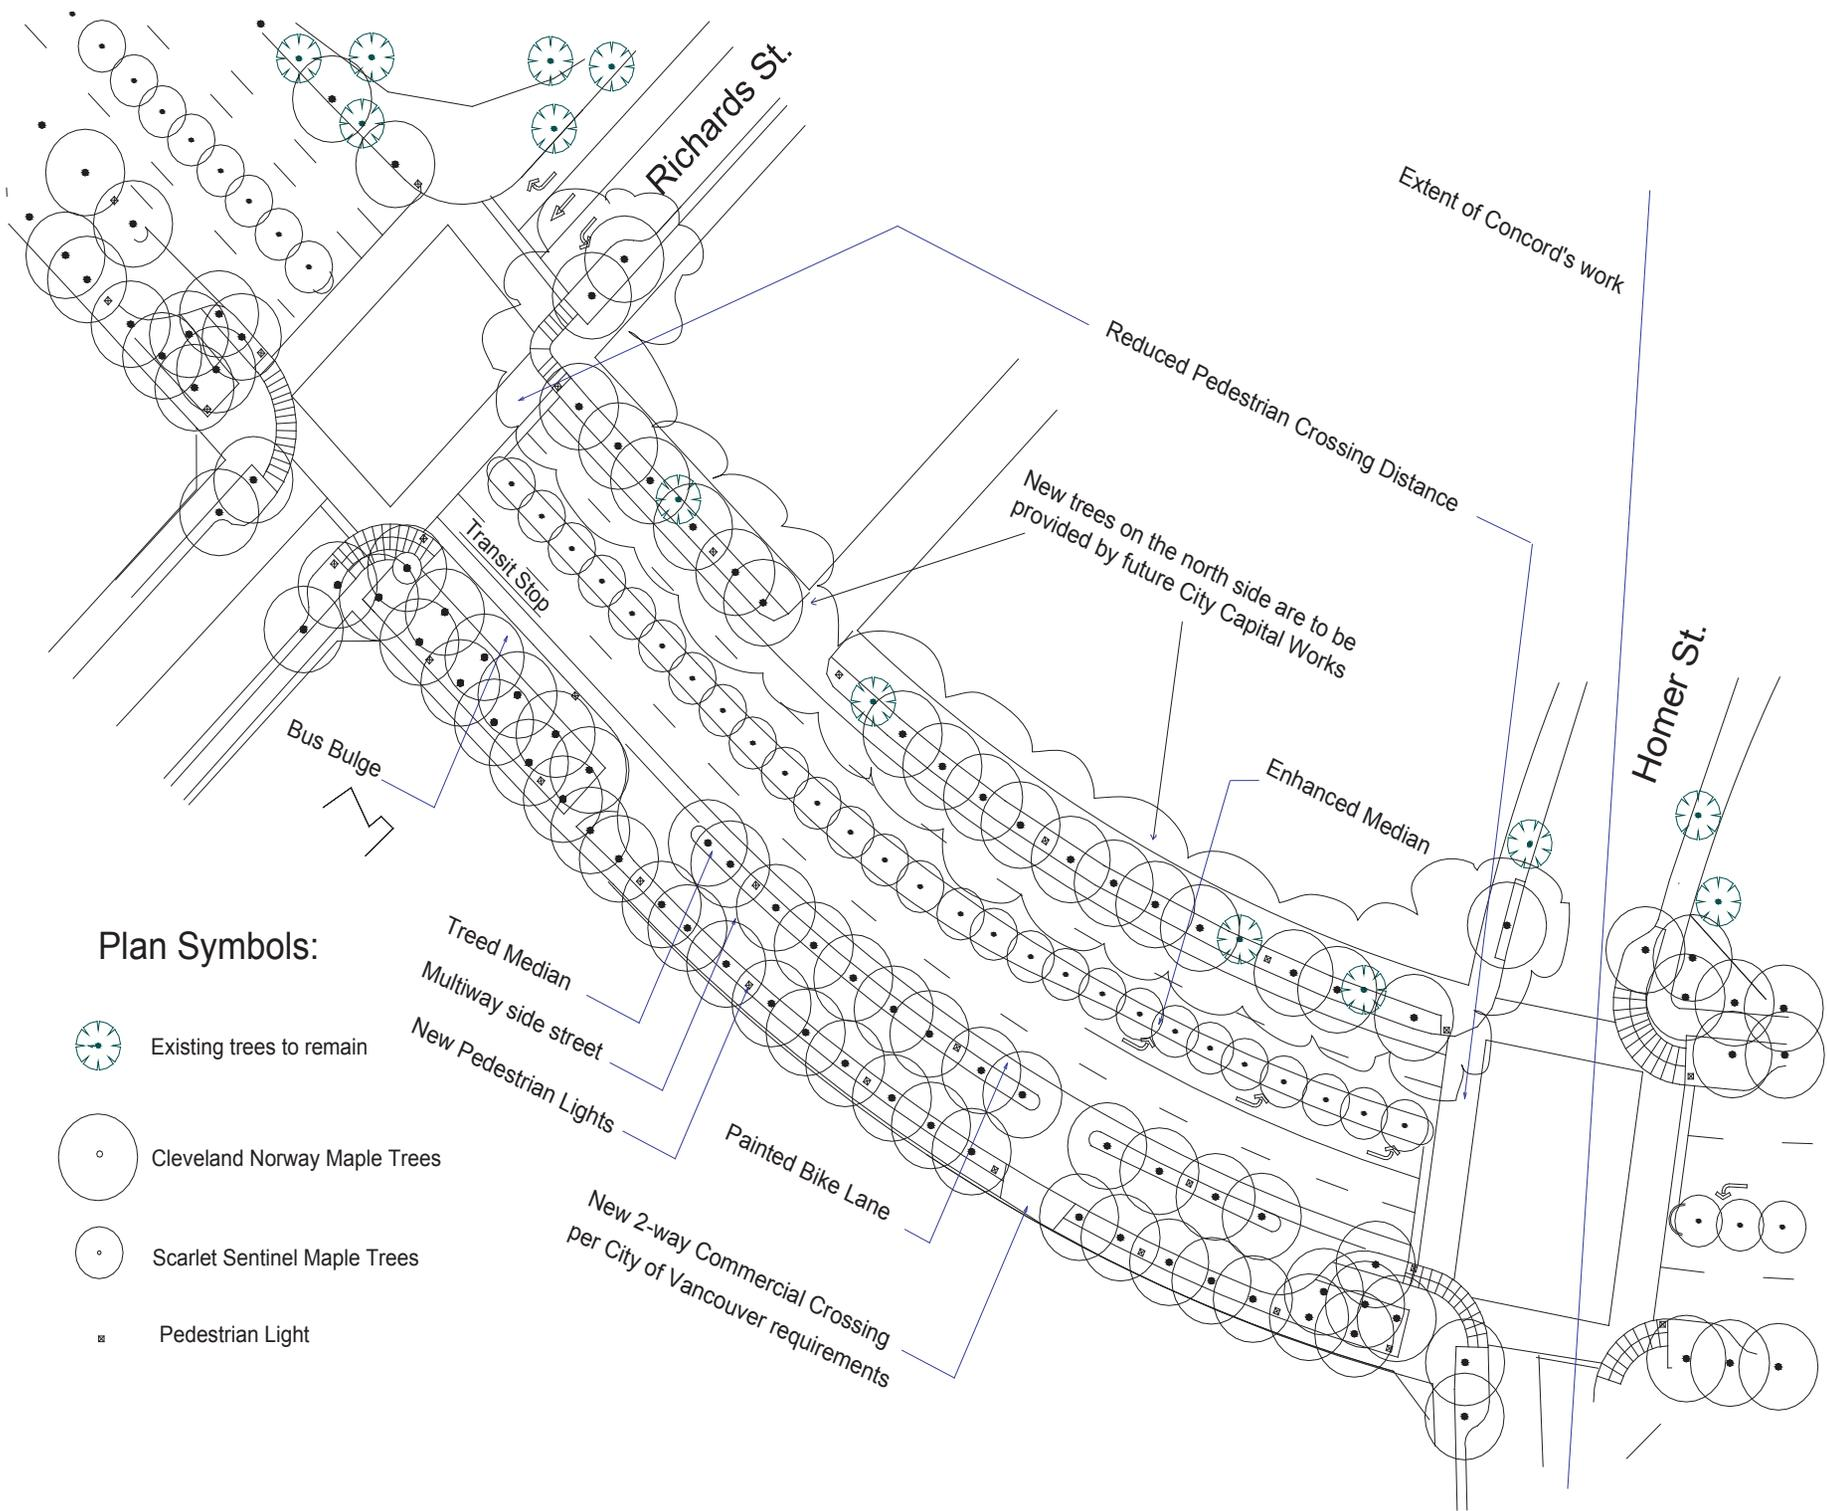 Richards St.
Extent of Concord's work
Reduced Pedestrian Crossing Distance
New trees on the north side are to be
provided by future City Capital Works
Transit Stop
Homer St.
Bus Bulge
Enhanced Median
Treed Median
Multiway side street
New Pedestrian Lights
Painted Bike Lane
New 2-way Commercial Crossing
per City of Vancouver requirements
Plan Symbols:
Existing trees to remain
Cleveland Norway Maple Trees
Scarlet Sentinel Maple Trees
Pedestrian Light